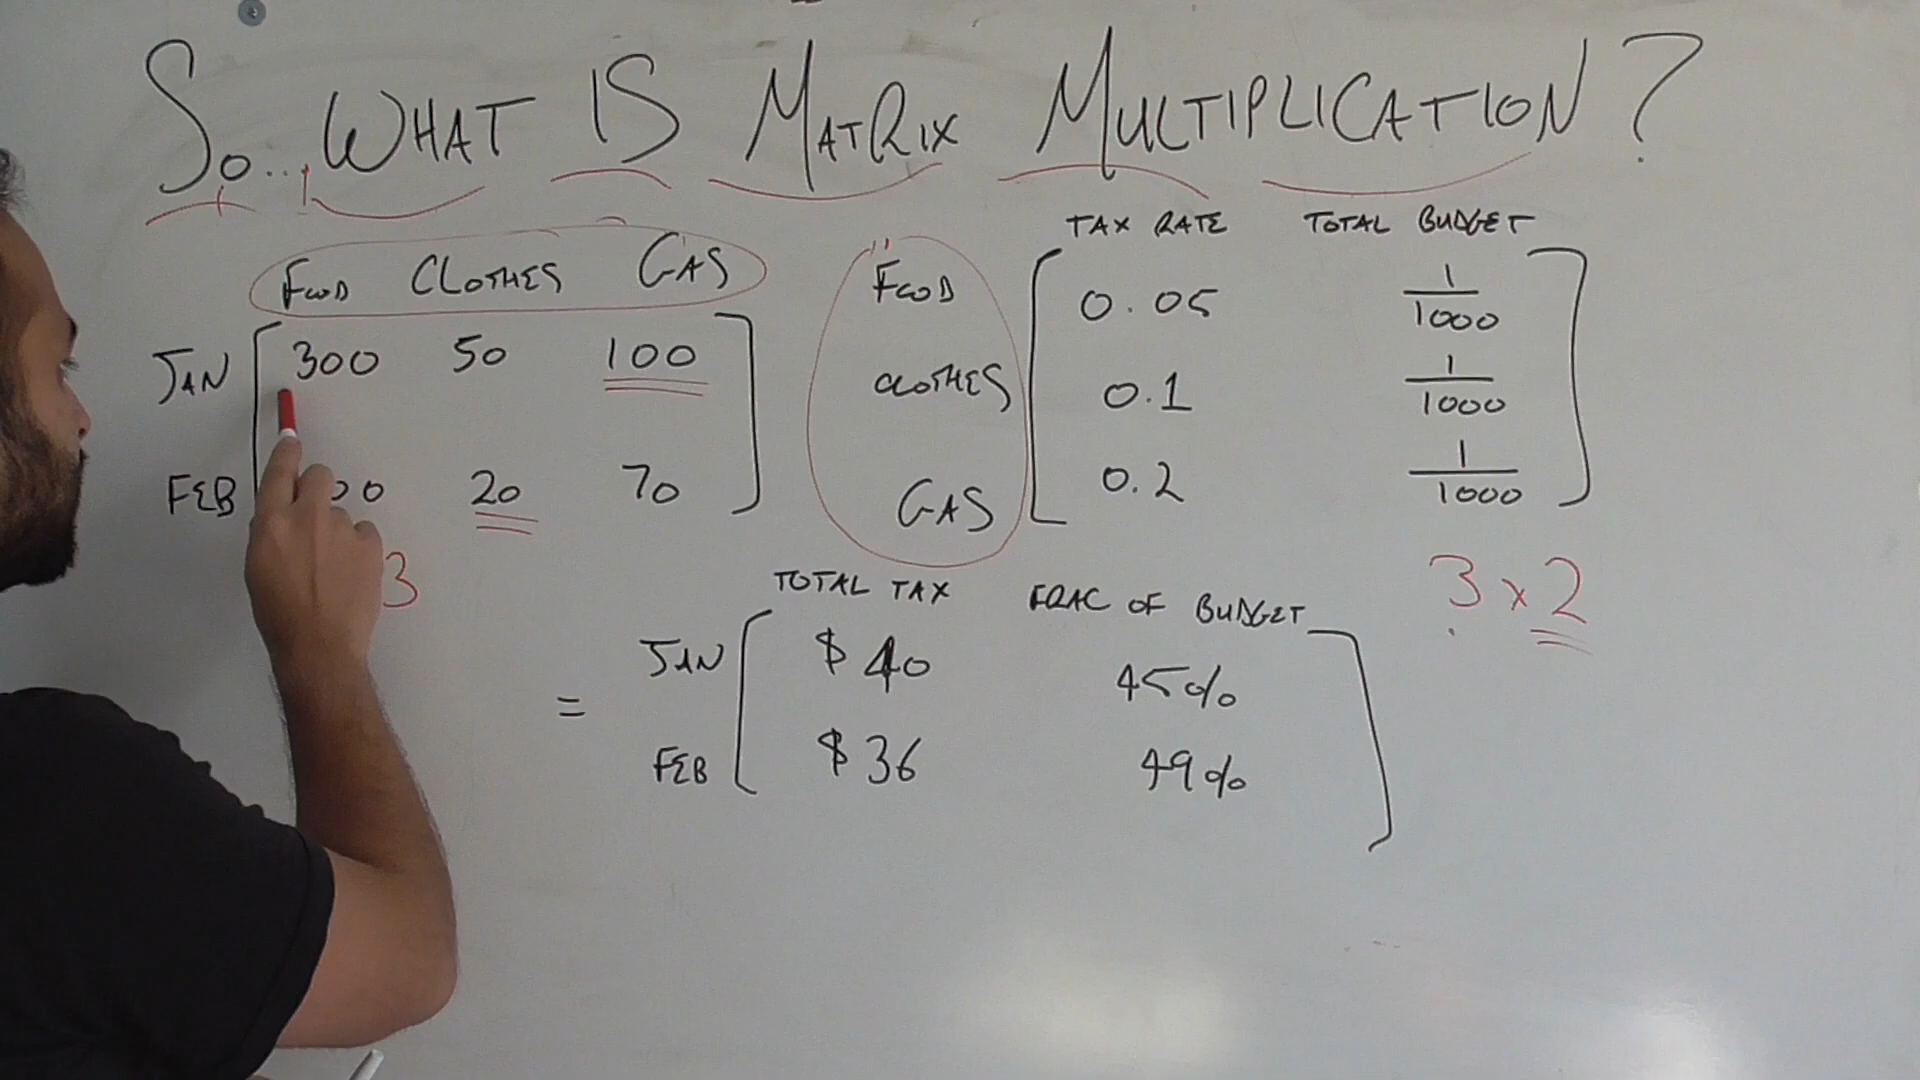 So... WHAT IS MATRIX MULTIPLICATION?
TAX RATE TOTAL BUDGET
FOOD CLOTHES GAS
JAN 300 50 100
FEB 00 20 70
3
FOOD 0.05 1/1000
CLOTHES 0.1 1/1000
GAS 0.2 1/1000
3 x 2
TOTAL TAX FRAC OF BUDGET
= JAN $40 45%
FEB $36 49%